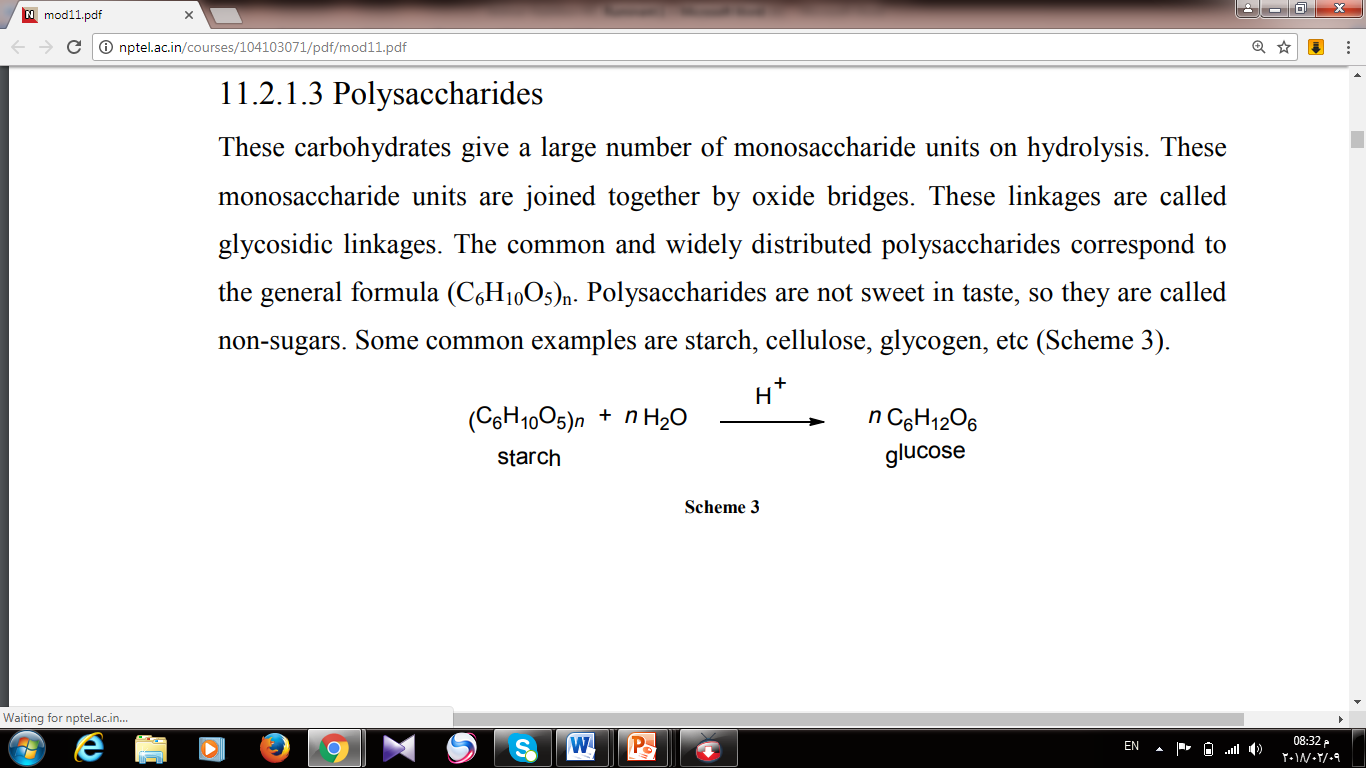 mod11.pdf
nptel.ac.in/courses/104103071/pdf/mod11.pdf
11.2.1.3 Polysaccharides
These carbohydrates give a large number of monosaccharide units on hydrolysis. These
monosaccharide units are joined together by oxide bridges. These linkages are called
glycosidic linkages. The common and widely distributed polysaccharides correspond to
the general formula (C₆H₁₀O₅)ₙ. Polysaccharides are not sweet in taste, so they are called
non-sugars. Some common examples are starch, cellulose, glycogen, etc (Scheme 3).
(C₆H₁₀O₅)n + n H₂O H⁺ n C₆H₁₂O₆
starch glucose
Scheme 3
Waiting for nptel.ac.in...
EN
08:32 م
٢٠١٨/٠٢/٠٩